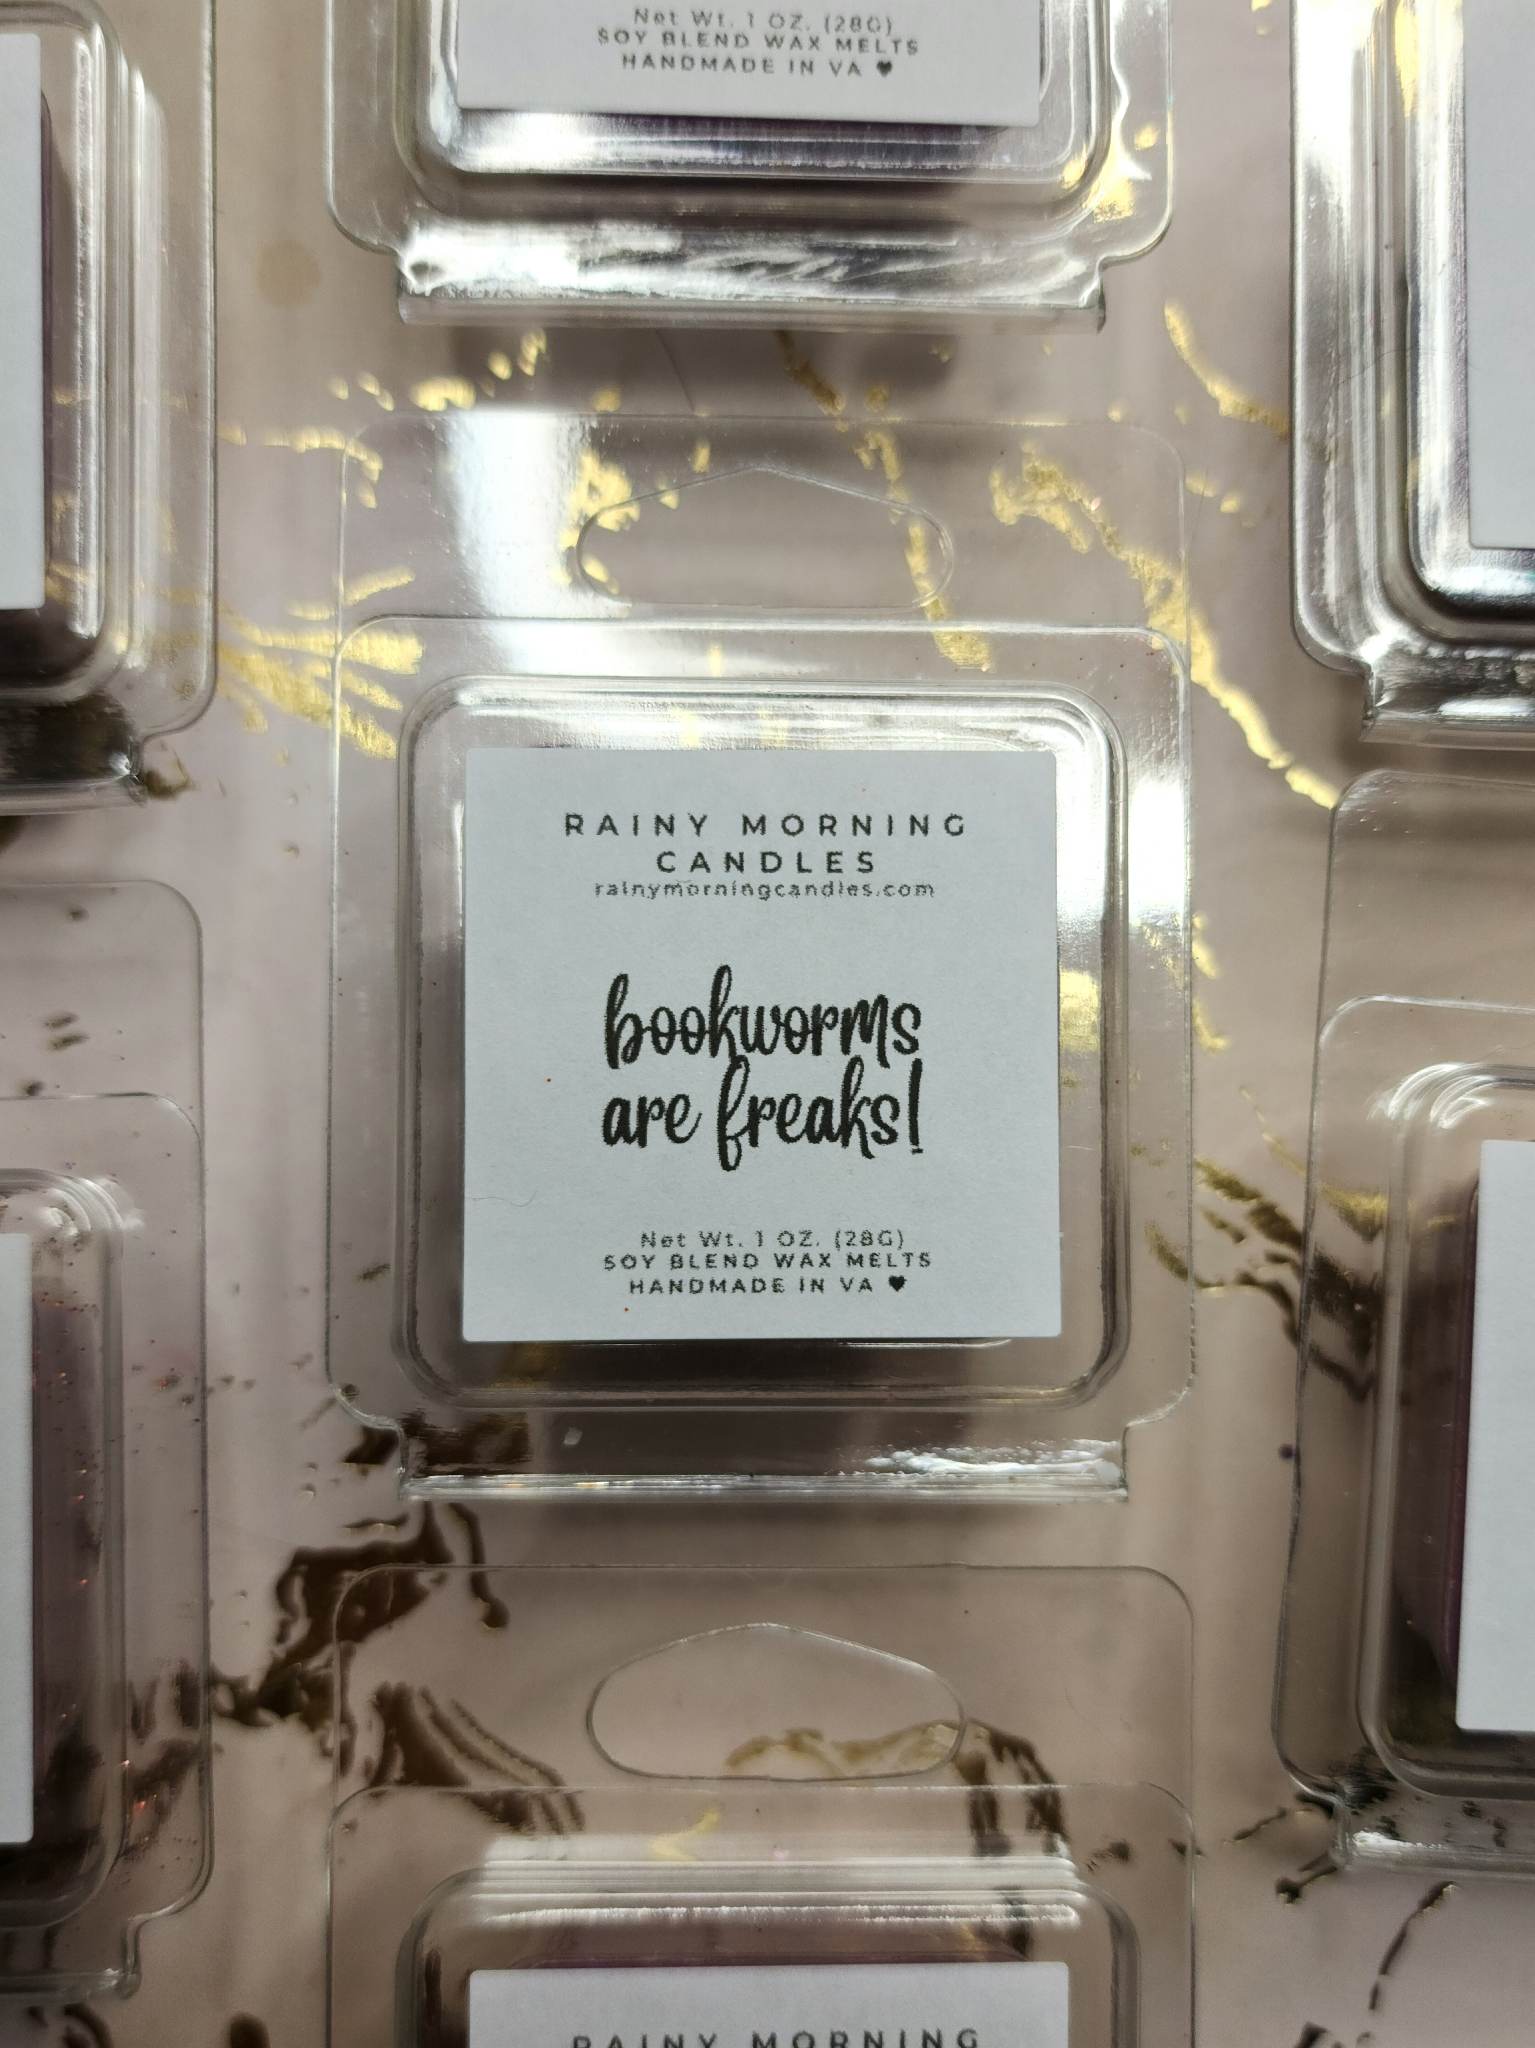 Net Wt. 1 OZ. (28G)
SOY BLEND WAX MELTS
HANDMADE IN VA ♥
RAINY MORNING
CANDLES
rainymorningcandles.com
bookworms
are freaks!
Net Wt. 1 OZ. (28G)
SOY BLEND WAX MELTS
HANDMADE IN VA ♥
RAINY MORNING